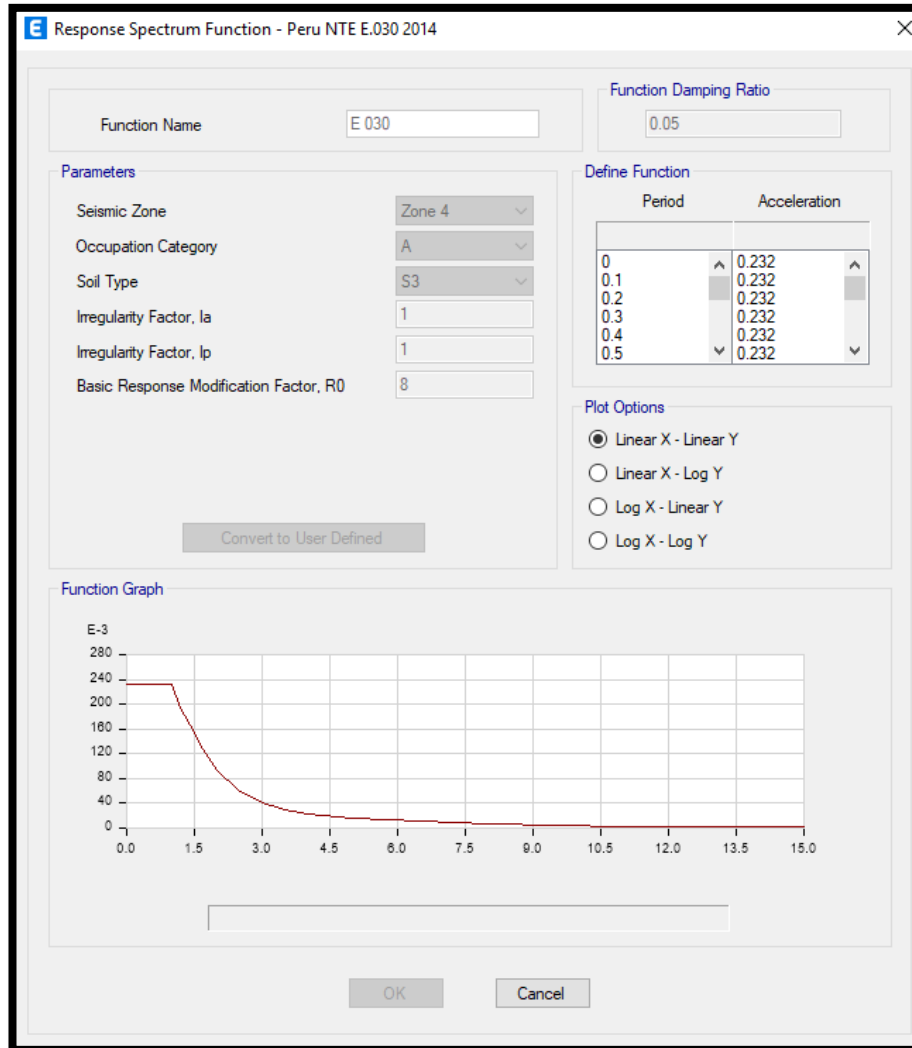 E Response Spectrum Function - Peru NTE E.030 2014
Function Name E 030
Function Damping Ratio
0.05
Parameters
Seismic Zone Zone 4
Occupation Category A
Soil Type S3
Irregularity Factor, Ia 1
Irregularity Factor, Ip 1
Basic Response Modification Factor, R0 8
Convert to User Defined
Define Function
Period Acceleration
0 0.232
0.1 0.232
0.2 0.232
0.3 0.232
0.4 0.232
0.5 0.232
Plot Options
Linear X - Linear Y
Linear X - Log Y
Log X - Linear Y
Log X - Log Y
Function Graph
E-3
280
240
200
160
120
80
40
0
0.0 1.5 3.0 4.5 6.0 7.5 9.0 10.5 12.0 13.5 15.0
OK Cancel